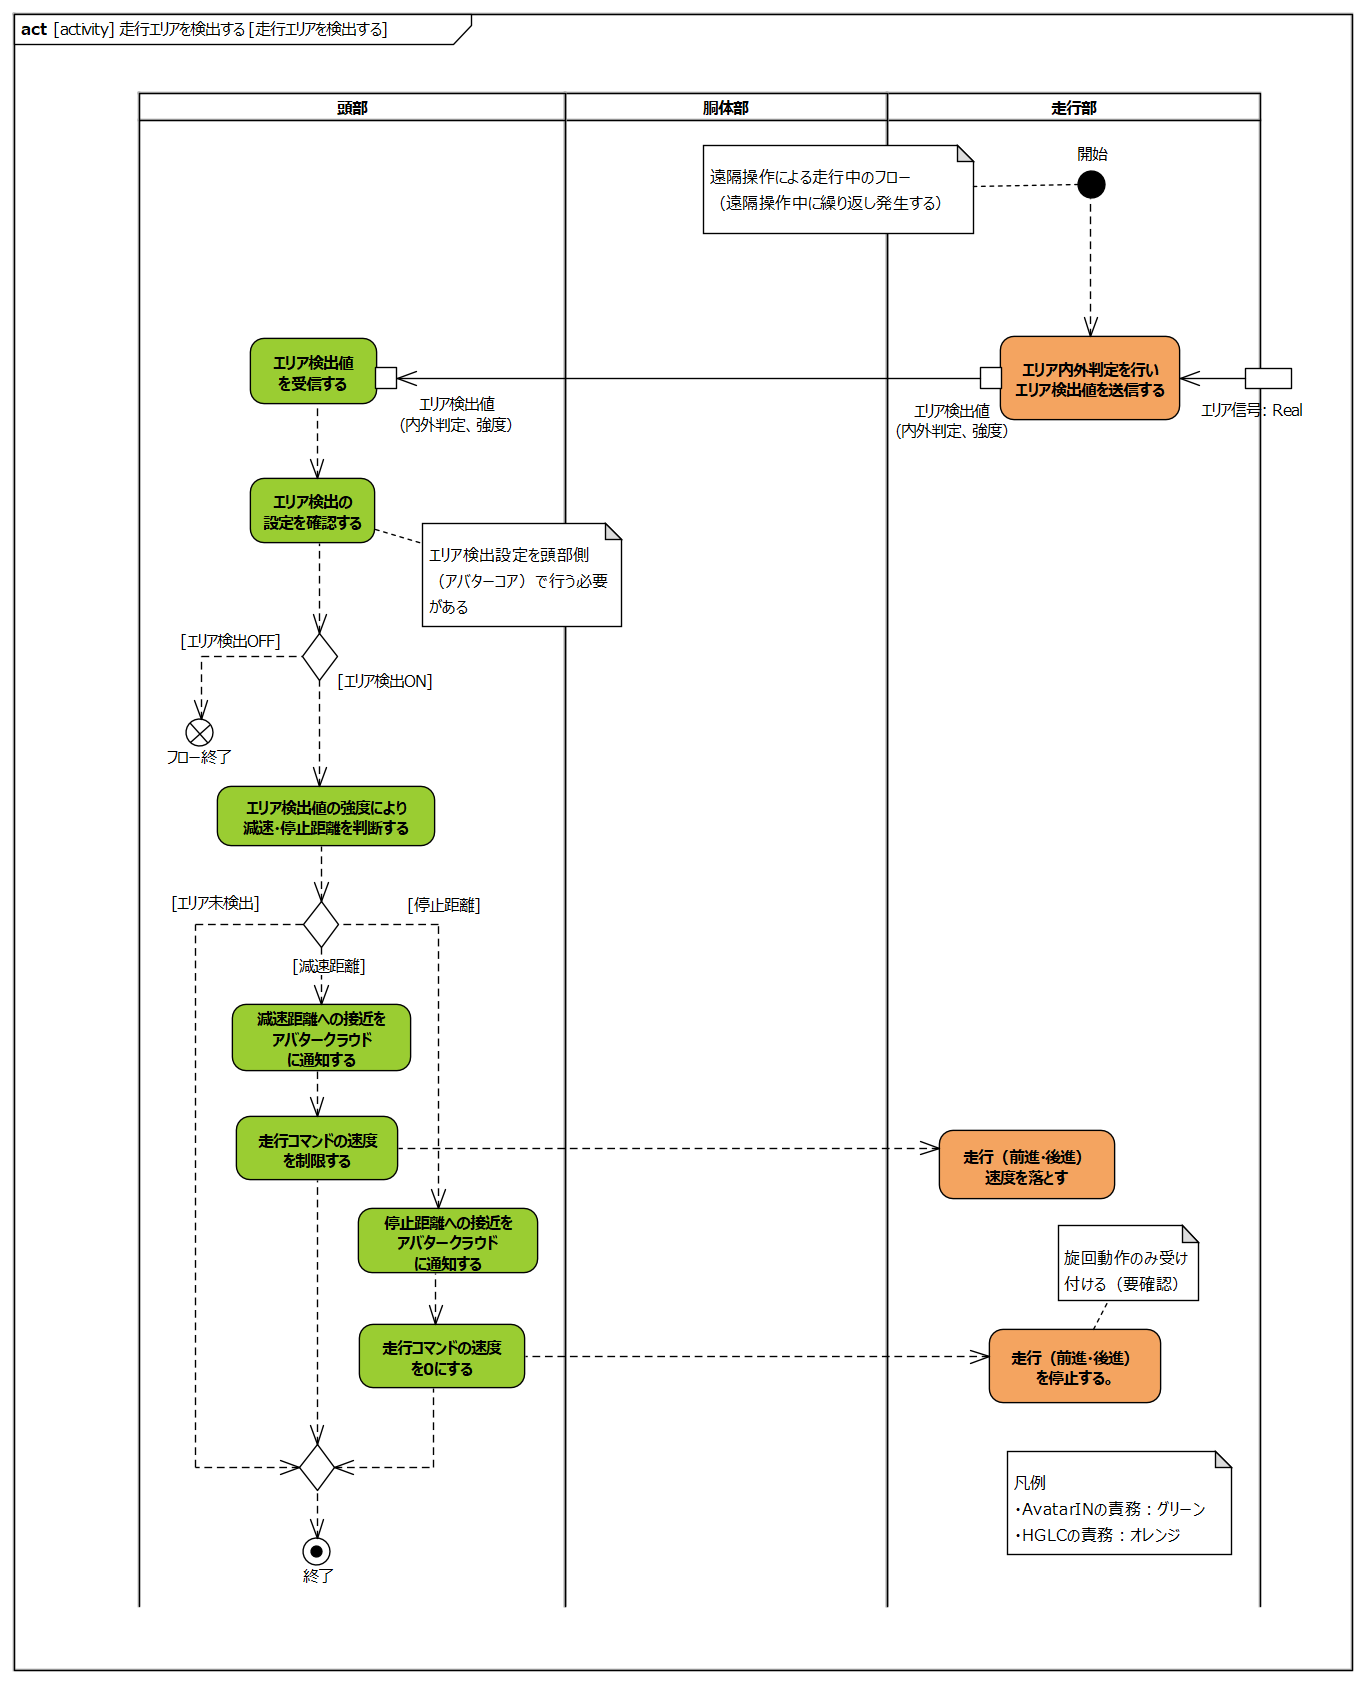 act [activity] 走行エリアを検出する [走行エリアを検出する]
頭部
胴体部
走行部
開始
遠隔操作による走行中のフロー
（遠隔操作中に繰り返し発生する）
エリア検出値
を受信する
エリア内外判定を行い
エリア検出値を送信する
エリア検出値
（内外判定、強度）
エリア検出値
（内外判定、強度）
エリア信号: Real
エリア検出の
設定を確認する
エリア検出設定を頭部側
（アバターコア）で行う必要
がある
[エリア検出OFF]
[エリア検出ON]
フロー終了
エリア検出値の強度により
減速・停止距離を判断する
[エリア未検出]
[停止距離]
[減速距離]
減速距離への接近を
アバタークラウド
に通知する
走行コマンドの速度
を制限する
走行（前進・後進）
速度を落とす
停止距離への接近を
アバタークラウド
に通知する
旋回動作のみ受け
付ける（要確認）
走行コマンドの速度
を0にする
走行（前進・後進）
を停止する。
凡例
・AvatarINの責務：グリーン
・HGLCの責務：オレンジ
終了